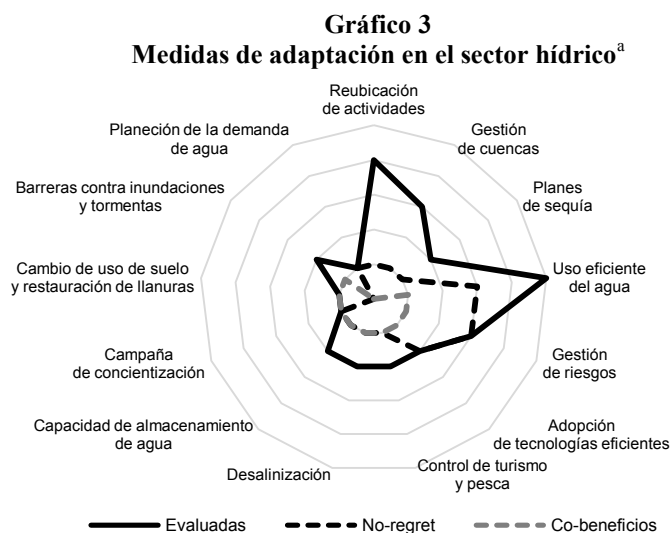 Gráfico 3
Medidas de adaptación en el sector hídricoª
Reubicación
de actividades
Gestión
de cuencas
Planes
de sequía
Uso eficiente
del agua
Gestión
de riesgos
Adopción
de tecnologías eficientes
Control de turismo
y pesca
Desalinización
Capacidad de almacenamiento
de agua
Campaña
de concientización
Cambio de uso de suelo
y restauración de llanuras
Barreras contra inundaciones
y tormentas
Planeción de la demanda
de agua
Evaluadas
No-regret
Co-beneficios